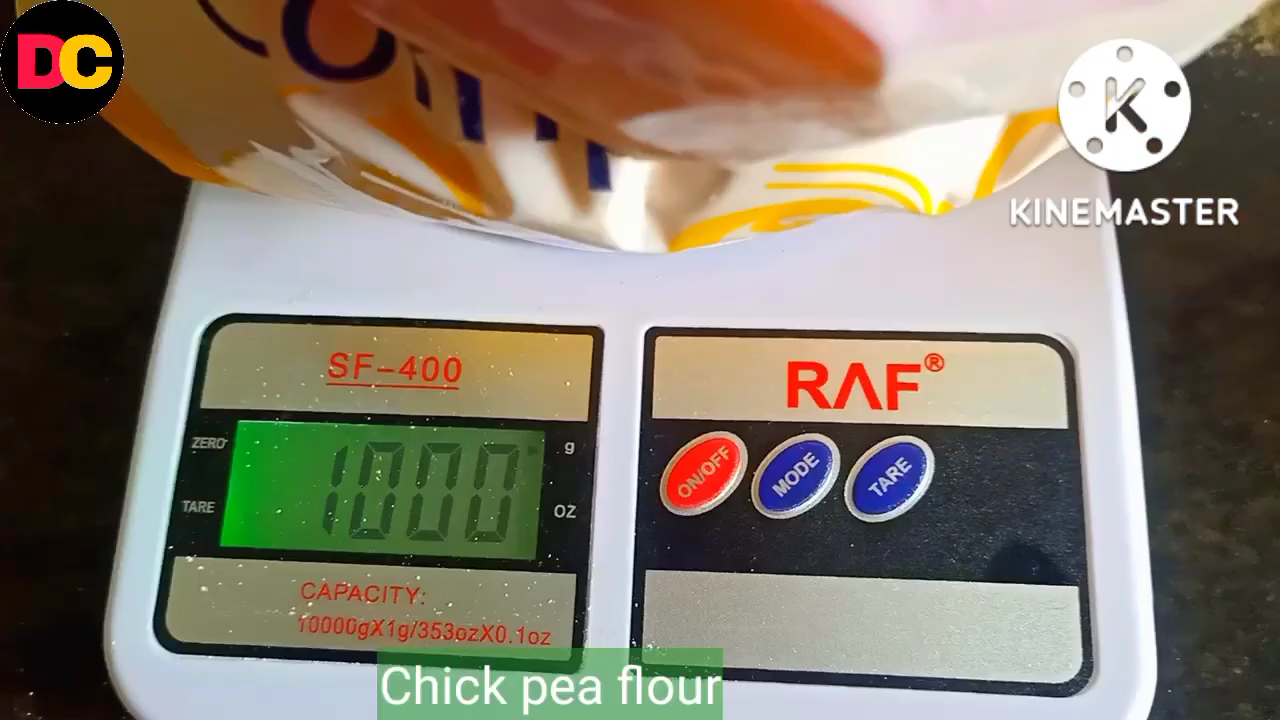 DC
K
KINEMASTER
SF-400
RAF®
ZERO
g
1000
TARE
OZ
ON/OFF
MODE
TARE
CAPACITY:
10000gX1g/353ozX0.1oz
Chick pea flour